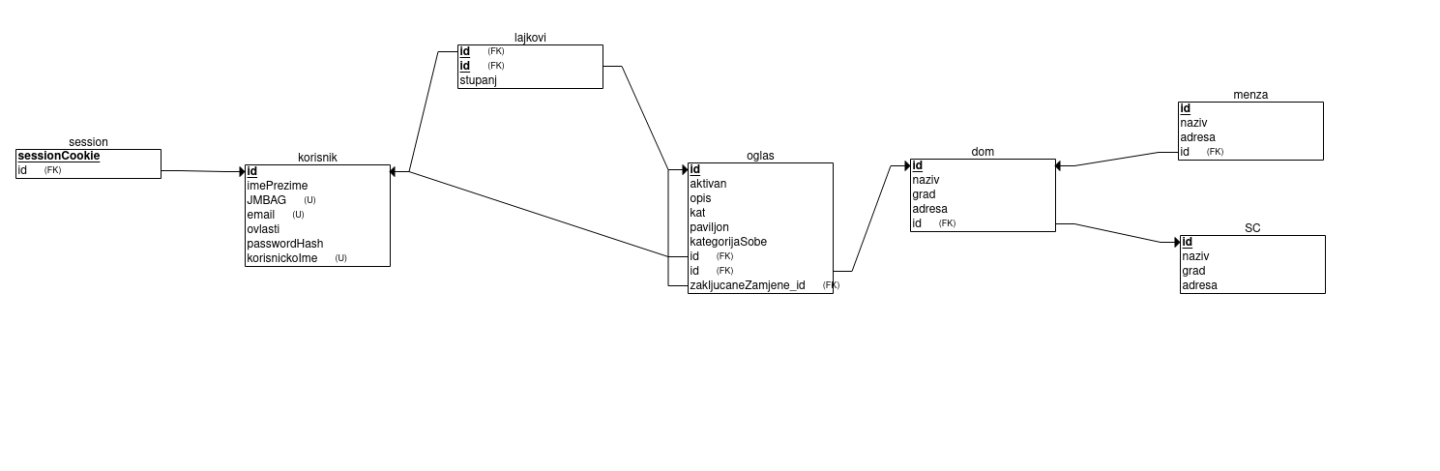 lajkovi
id (FK)
id (FK)
stupanj
session
sessionCookie
id (FK)
korisnik
id
imePrezime
JMBAG (U)
email (U)
ovlasti
passwordHash
korisnickoIme (U)
oglas
id
aktivan
opis
kat
paviljon
kategorijaSobe
id (FK)
id (FK)
zakljucaneZamjene_id (FK)
dom
id
naziv
grad
adresa
id (FK)
menza
id
naziv
adresa
id (FK)
SC
id
naziv
grad
adresa